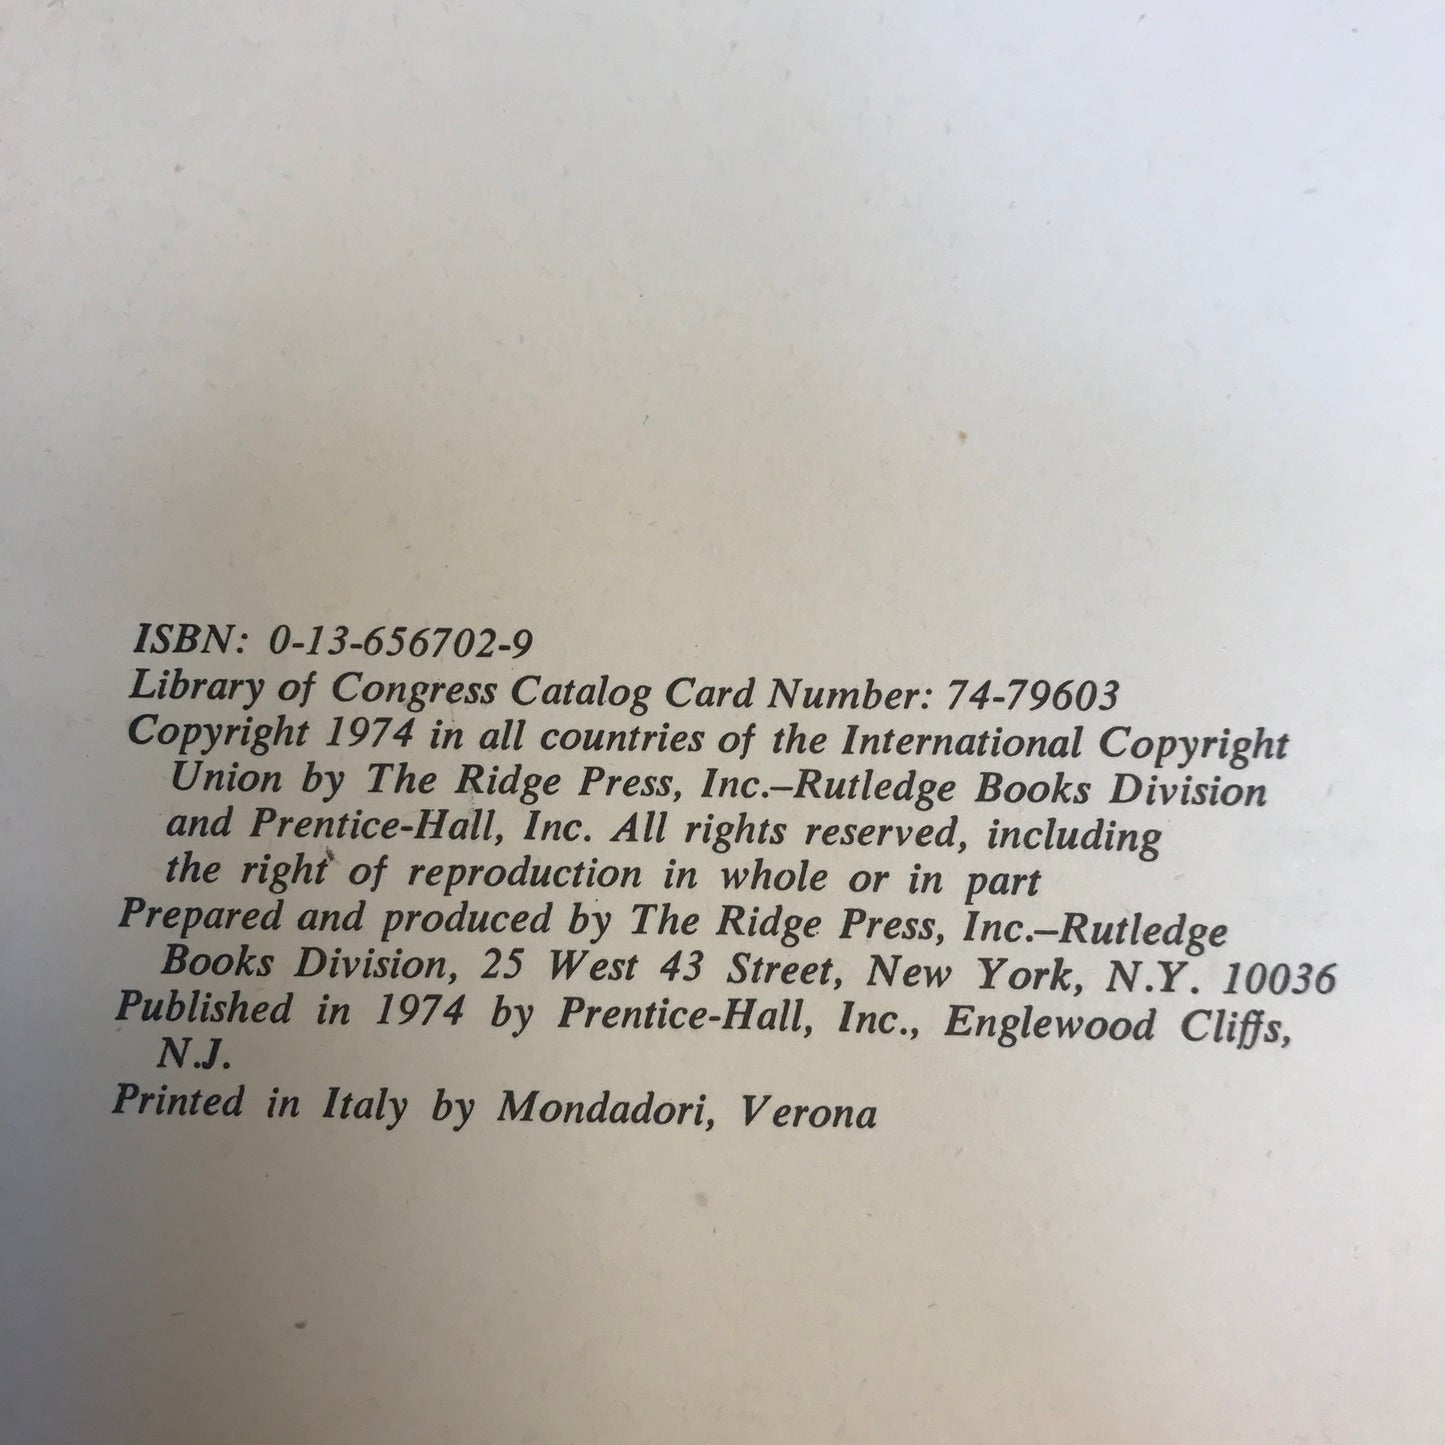 ISBN: 0-13-656702-9
Library of Congress Catalog Card Number: 74-79603
Copyright 1974 in all countries of the International Copyright
Union by The Ridge Press, Inc.–Rutledge Books Division
and Prentice-Hall, Inc. All rights reserved, including
the right of reproduction in whole or in part
Prepared and produced by The Ridge Press, Inc.–Rutledge
Books Division, 25 West 43 Street, New York, N.Y. 10036
Published in 1974 by Prentice-Hall, Inc., Englewood Cliffs,
N.J.
Printed in Italy by Mondadori, Verona